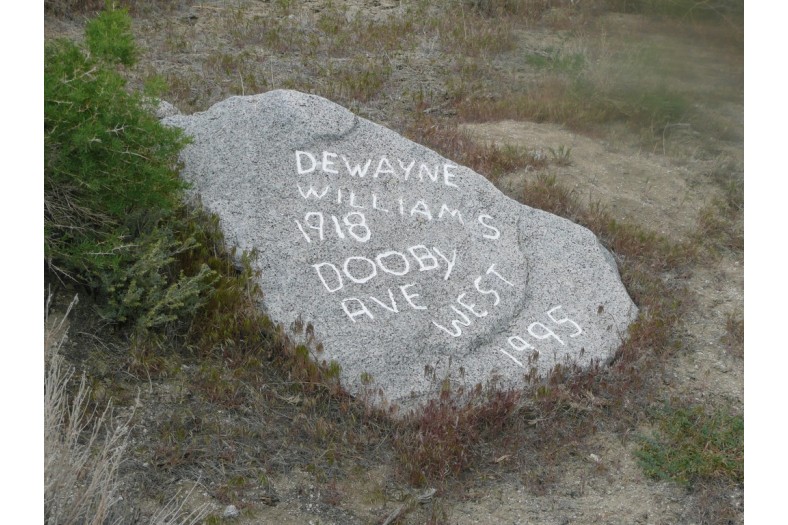 DEWAYNE
WILLIAMS
1918
DOOBY
AVE WEST
1995